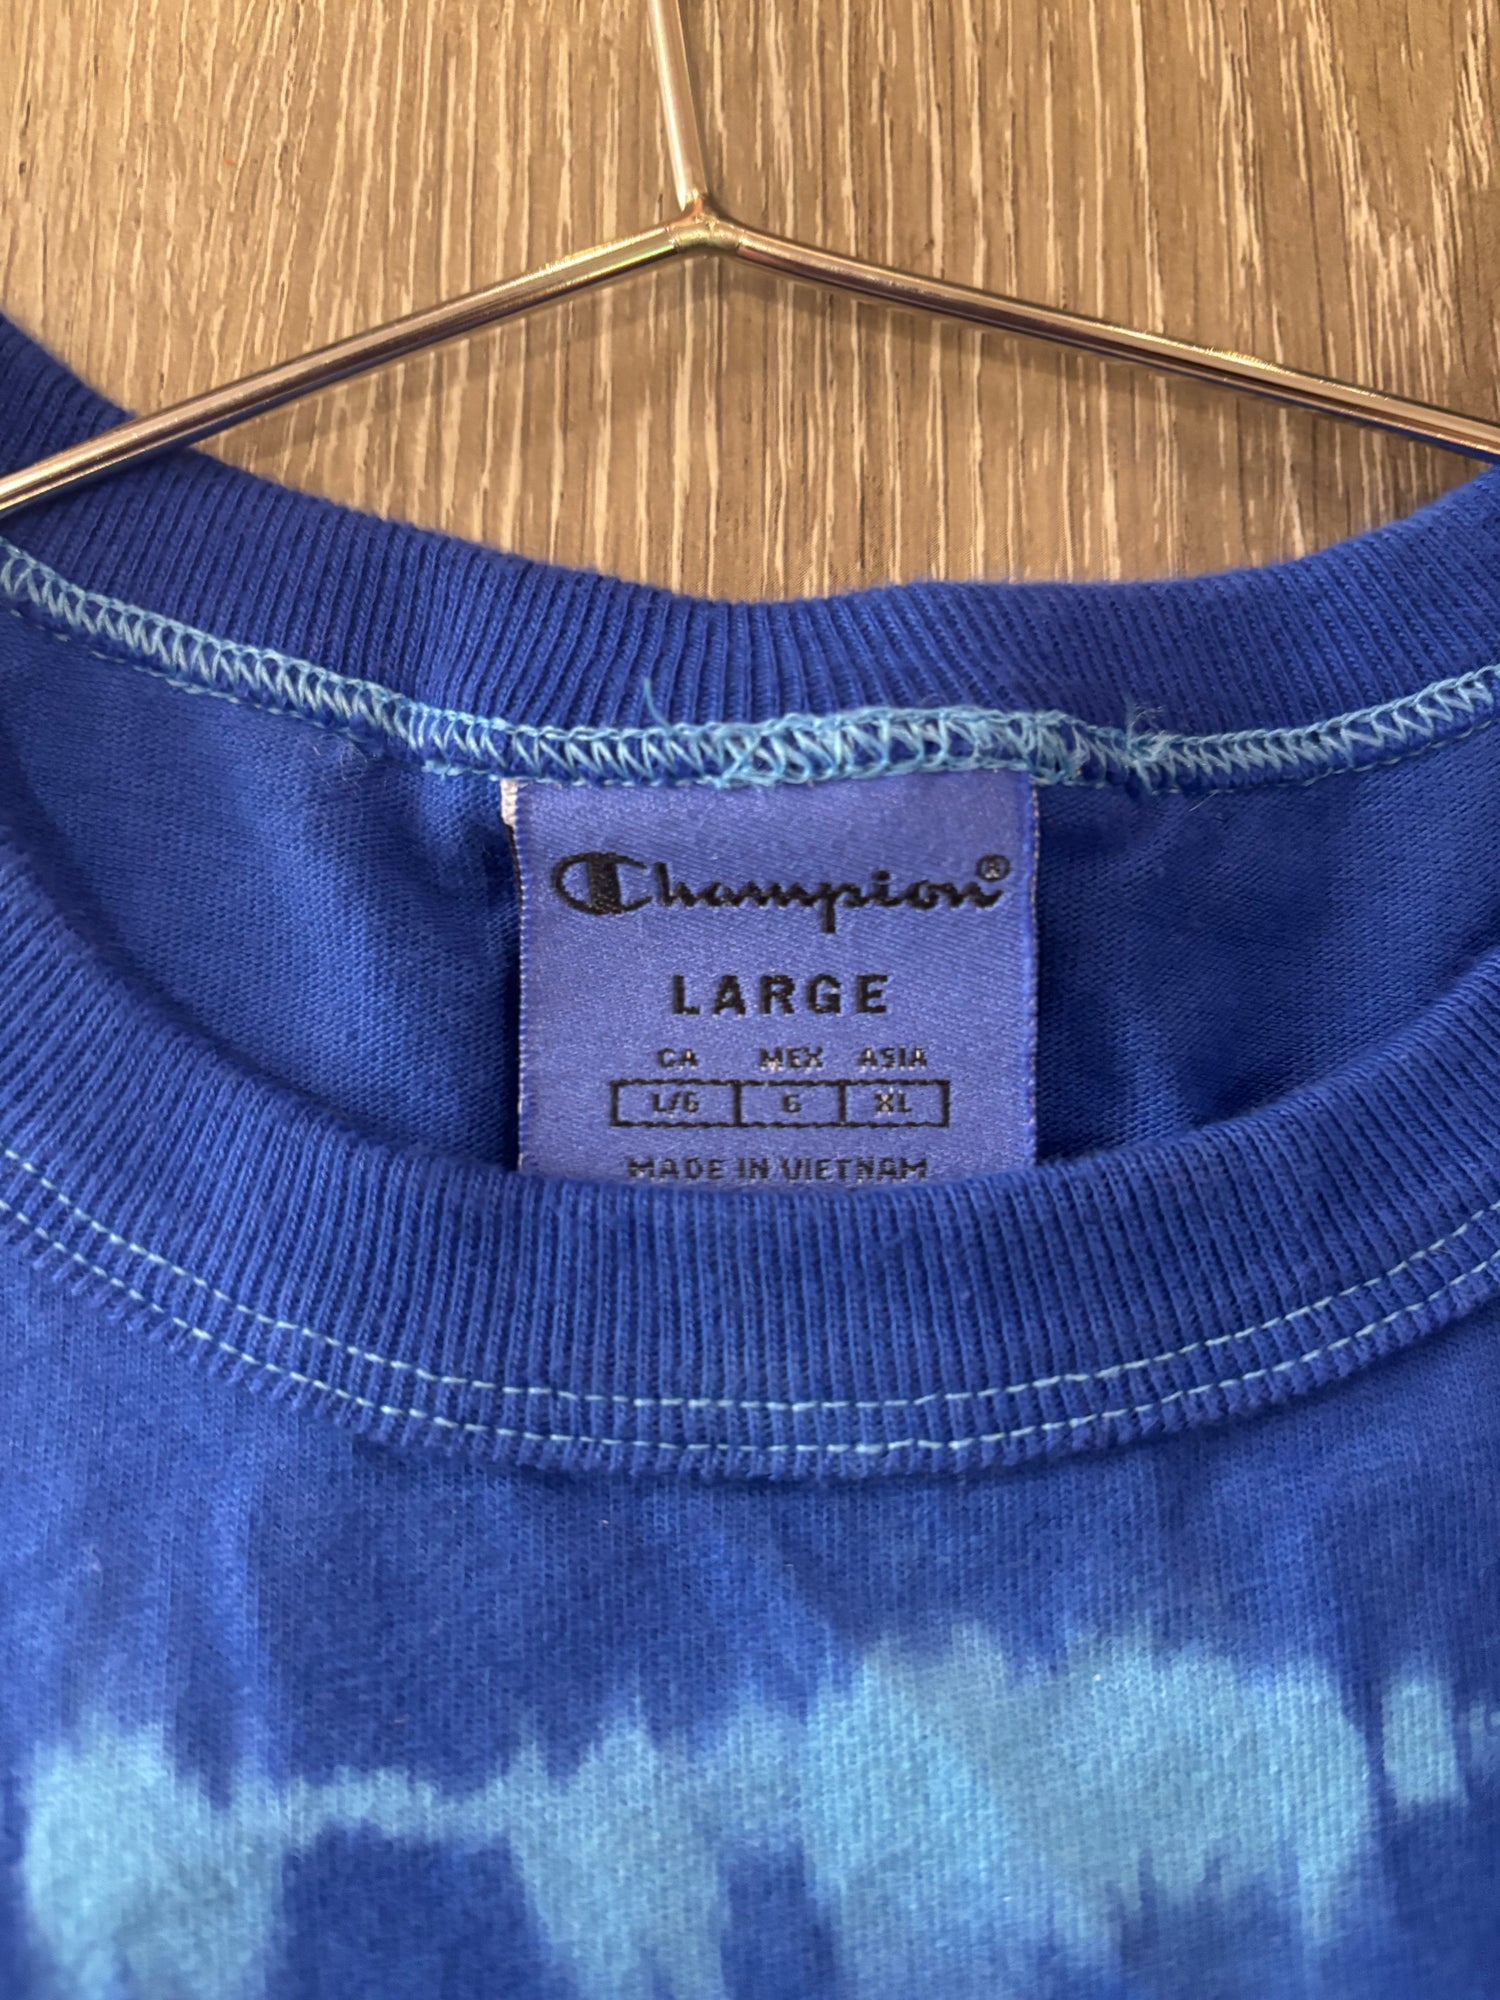 Champion®
LARGE
CA MEX ASIA
L/G G XL
MADE IN VIETNAM